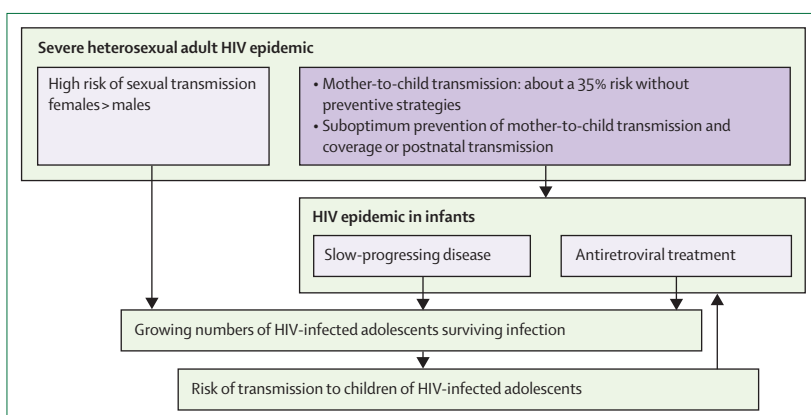 Severe heterosexual adult HIV epidemic
High risk of sexual transmission
females > males
• Mother-to-child transmission: about a 35% risk without
preventive strategies
• Suboptimum prevention of mother-to-child transmission and
coverage or postnatal transmission
HIV epidemic in infants
Slow-progressing disease
Antiretroviral treatment
Growing numbers of HIV-infected adolescents surviving infection
Risk of transmission to children of HIV-infected adolescents